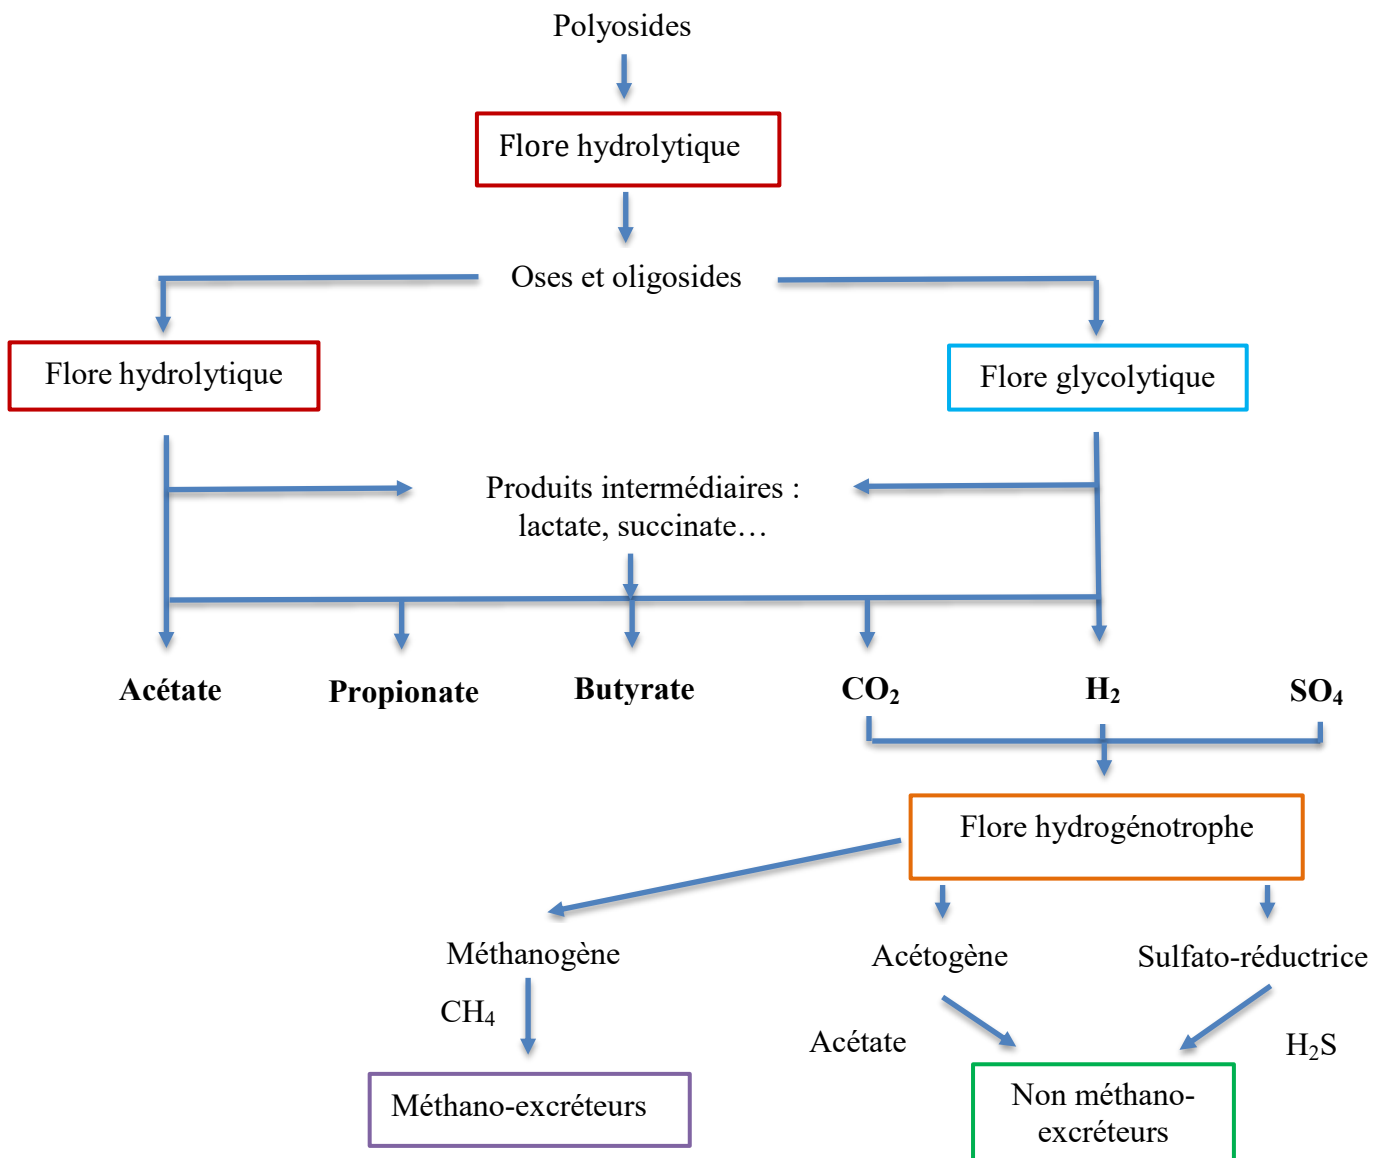 Polyosides
Flore hydrolytique
Oses et oligosides
Flore hydrolytique
Flore glycolytique
Produits intermédiaires :
lactate, succinate…
Acétate
Propionate
Butyrate
CO₂
H₂
SO₄
Flore hydrogénotrophe
Méthanogène
Acétogène
Sulfato-réductrice
CH₄
Acétate
H₂S
Méthano-excréteurs
Non méthano-
excréteurs